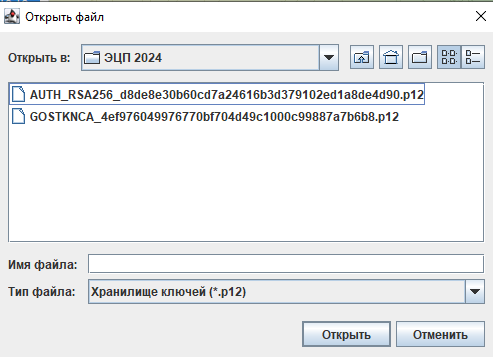 Открыть файл
Открыть в:
ЭЦП 2024
AUTH_RSA256_d8de8e30b60cd7a24616b3d379102ed1a8de4d90.p12
GOSTKNCA_4ef976049976770bf704d49c1000c99887a7b6b8.p12
Имя файла:
Тип файла:
Хранилище ключей (*.p12)
Открыть
Отменить